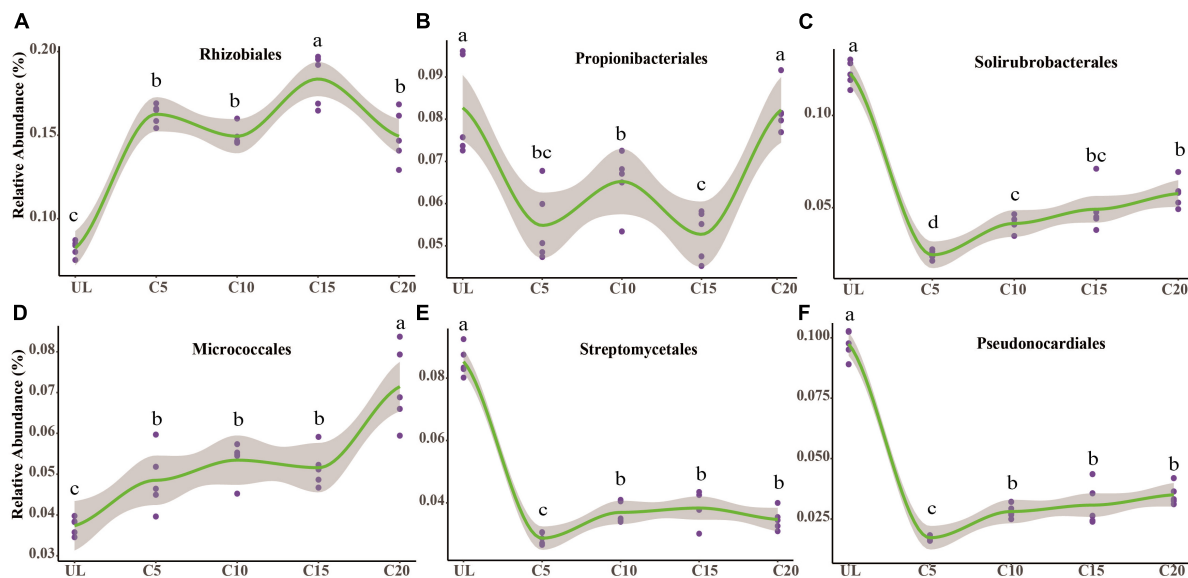 A
Rhizobiales
Relative Abundance (%)
0.20
0.15
0.10
c
b
b
a
b
UL C5 C10 C15 C20
B
Propionibacteriales
0.09
0.08
0.07
0.06
0.05
a
bc
b
c
a
UL C5 C10 C15 C20
C
Solirubrobacterales
0.10
0.05
a
d
c
bc
b
UL C5 C10 C15 C20
D
Micrococcales
Relative Abundance (%)
0.08
0.07
0.06
0.05
0.04
0.03
c
b
b
b
a
UL C5 C10 C15 C20
E
Streptomycetales
0.08
0.06
0.04
a
c
b
b
b
UL C5 C10 C15 C20
F
Pseudonocardiales
0.100
0.075
0.050
0.025
a
c
b
b
b
UL C5 C10 C15 C20